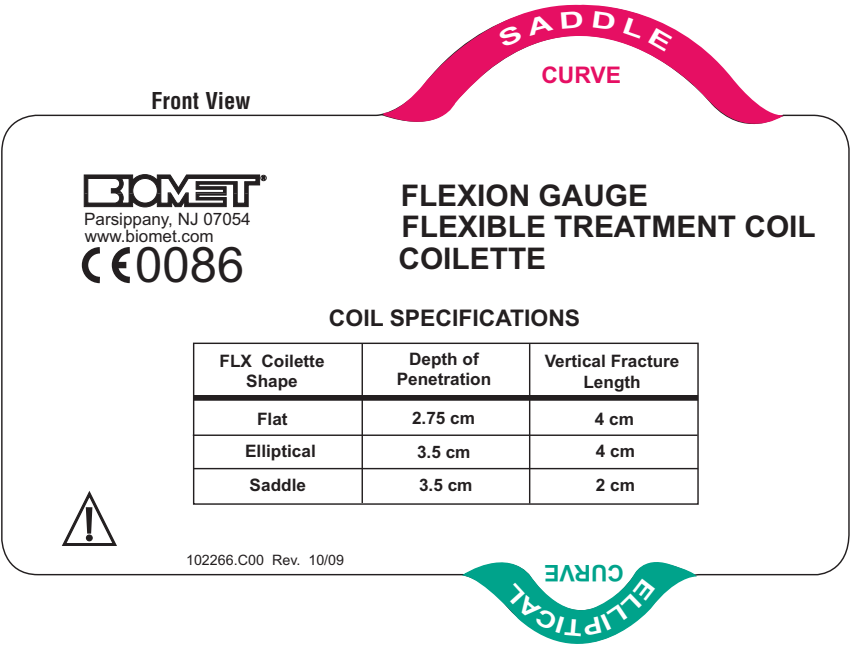 SADDLE
CURVE
Front View
BIOMET®
Parsippany, NJ 07054
www.biomet.com
CE0086
FLEXION GAUGE
FLEXIBLE TREATMENT COIL
COILETTE
COIL SPECIFICATIONS
FLX Coilette Shape	Depth of Penetration	Vertical Fracture Length
Flat	2.75 cm	4 cm
Elliptical	3.5 cm	4 cm
Saddle	3.5 cm	2 cm
!
102266.C00 Rev. 10/09
CURVE
ELLIPTICAL